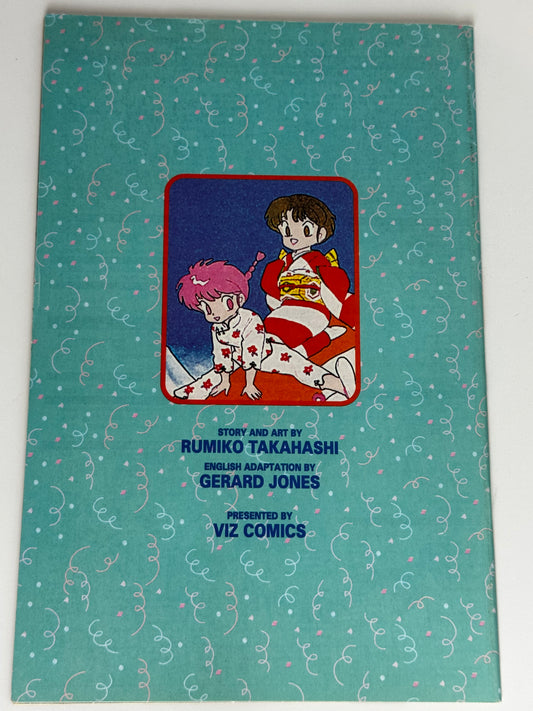 STORY AND ART BY
RUMIKO TAKAHASHI
ENGLISH ADAPTATION BY
GERARD JONES
PRESENTED BY
VIZ COMICS